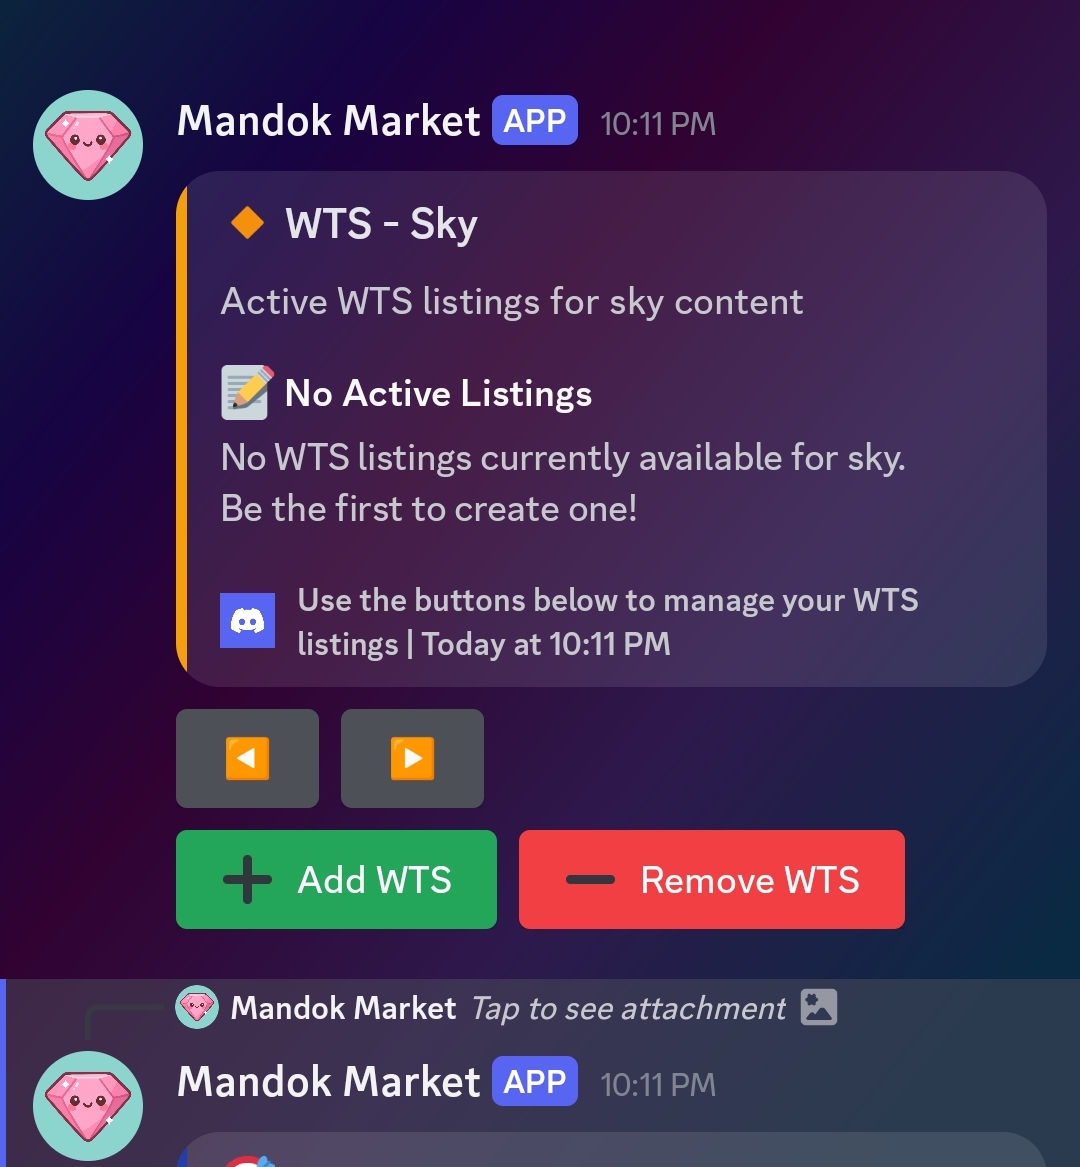 Mandok Market APP 10:11 PM
WTS - Sky
Active WTS listings for sky content
No Active Listings
No WTS listings currently available for sky.
Be the first to create one!
Use the buttons below to manage your WTS
listings | Today at 10:11 PM
Add WTS Remove WTS
Mandok Market Tap to see attachment
Mandok Market APP 10:11 PM